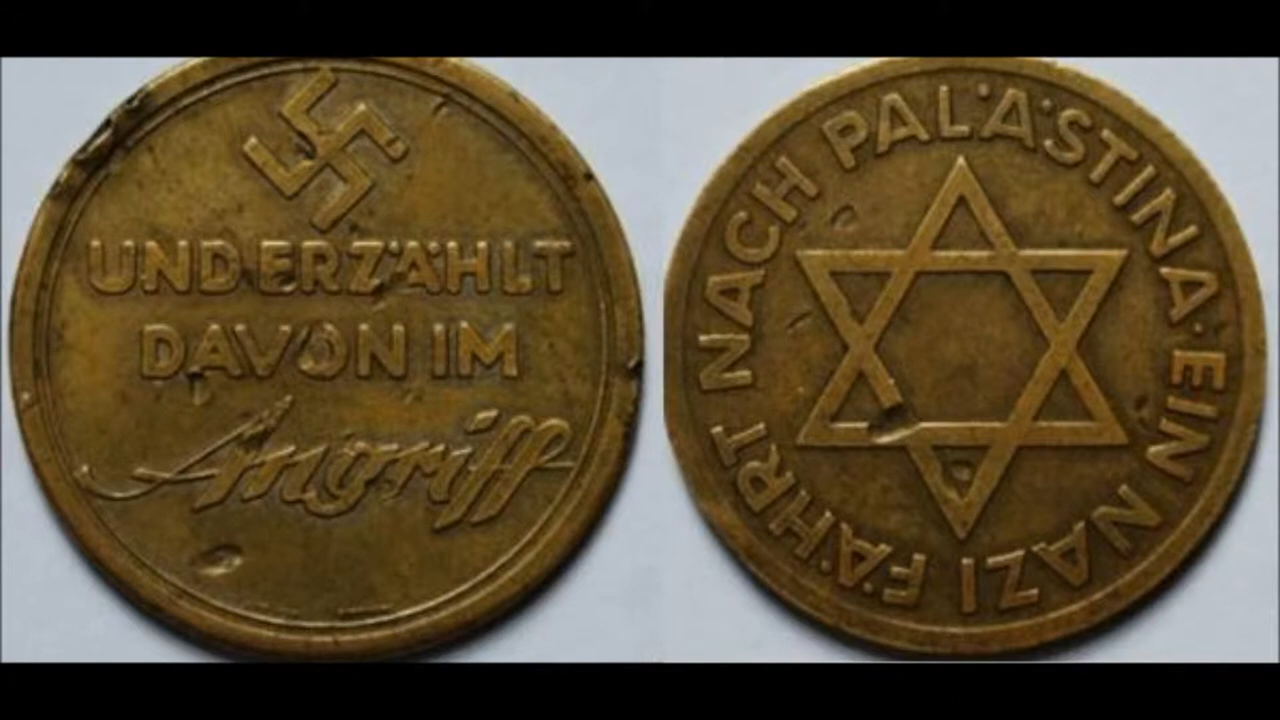 UND ERZÄHLT
DAVON IM
Angriff
EIN NAZI FÄHRT NACH PALÄSTINA·